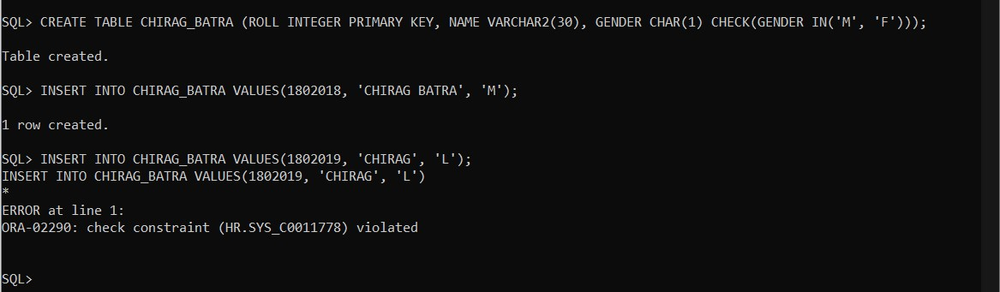 SQL> CREATE TABLE CHIRAG_BATRA (ROLL INTEGER PRIMARY KEY, NAME VARCHAR2(30), GENDER CHAR(1) CHECK(GENDER IN('M', 'F')));
Table created.
SQL> INSERT INTO CHIRAG_BATRA VALUES(1802018, 'CHIRAG BATRA', 'M');
1 row created.
SQL> INSERT INTO CHIRAG_BATRA VALUES(1802019, 'CHIRAG', 'L');
INSERT INTO CHIRAG_BATRA VALUES(1802019, 'CHIRAG', 'L')
*
ERROR at line 1:
ORA-02290: check constraint (HR.SYS_C0011778) violated
SQL>